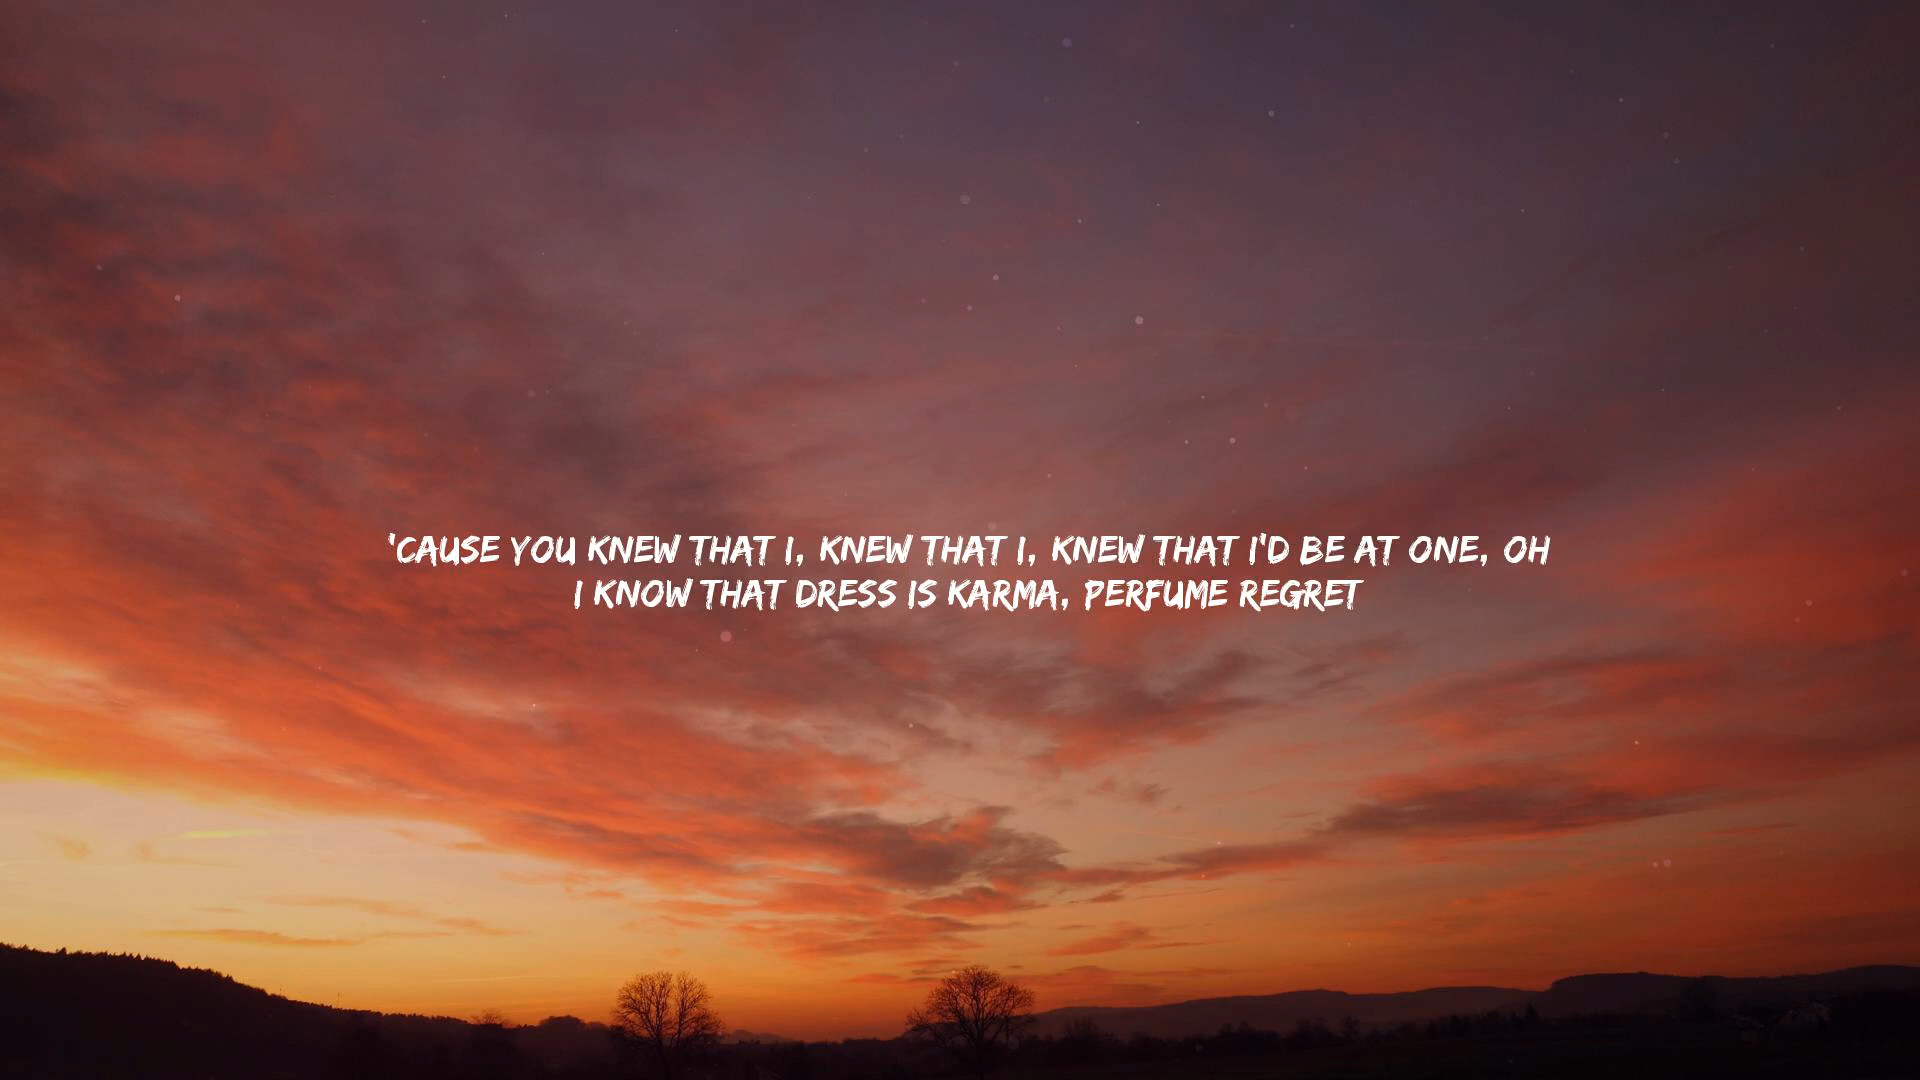 'CAUSE YOU KNEW THAT I, KNEW THAT I, KNEW THAT I'D BE AT ONE, OH
I KNOW THAT DRESS IS KARMA, PERFUME REGRET